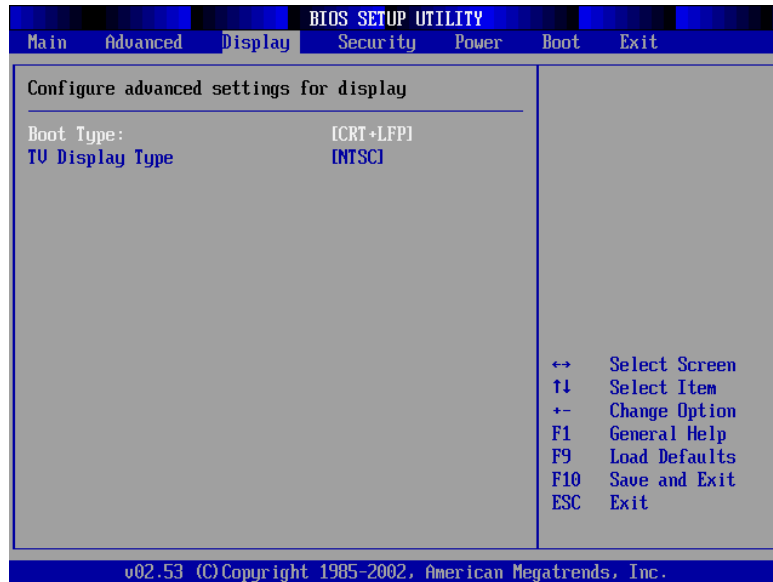 BIOS SETUP UTILITY
Main Advanced Display Security Power Boot Exit
Configure advanced settings for display
Boot Type: [CRT+LFP]
TV Display Type [NTSC]
↔ Select Screen
↑↓ Select Item
+- Change Option
F1 General Help
F9 Load Defaults
F10 Save and Exit
ESC Exit
v02.53 (C)Copyright 1985-2002, American Megatrends, Inc.